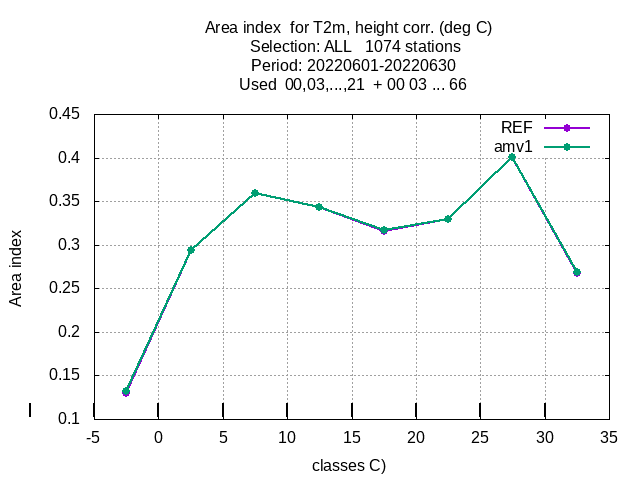 Area index  for T2m, height corr. (deg C)
Selection: ALL   1074 stations
Period: 20220601-20220630
Used  00,03,...,21  + 00 03 ... 66
REF
amv1
0.45
0.4
0.35
0.3
0.25
0.2
0.15
0.1
Area index
-5 0 5 10 15 20 25 30 35
classes C)